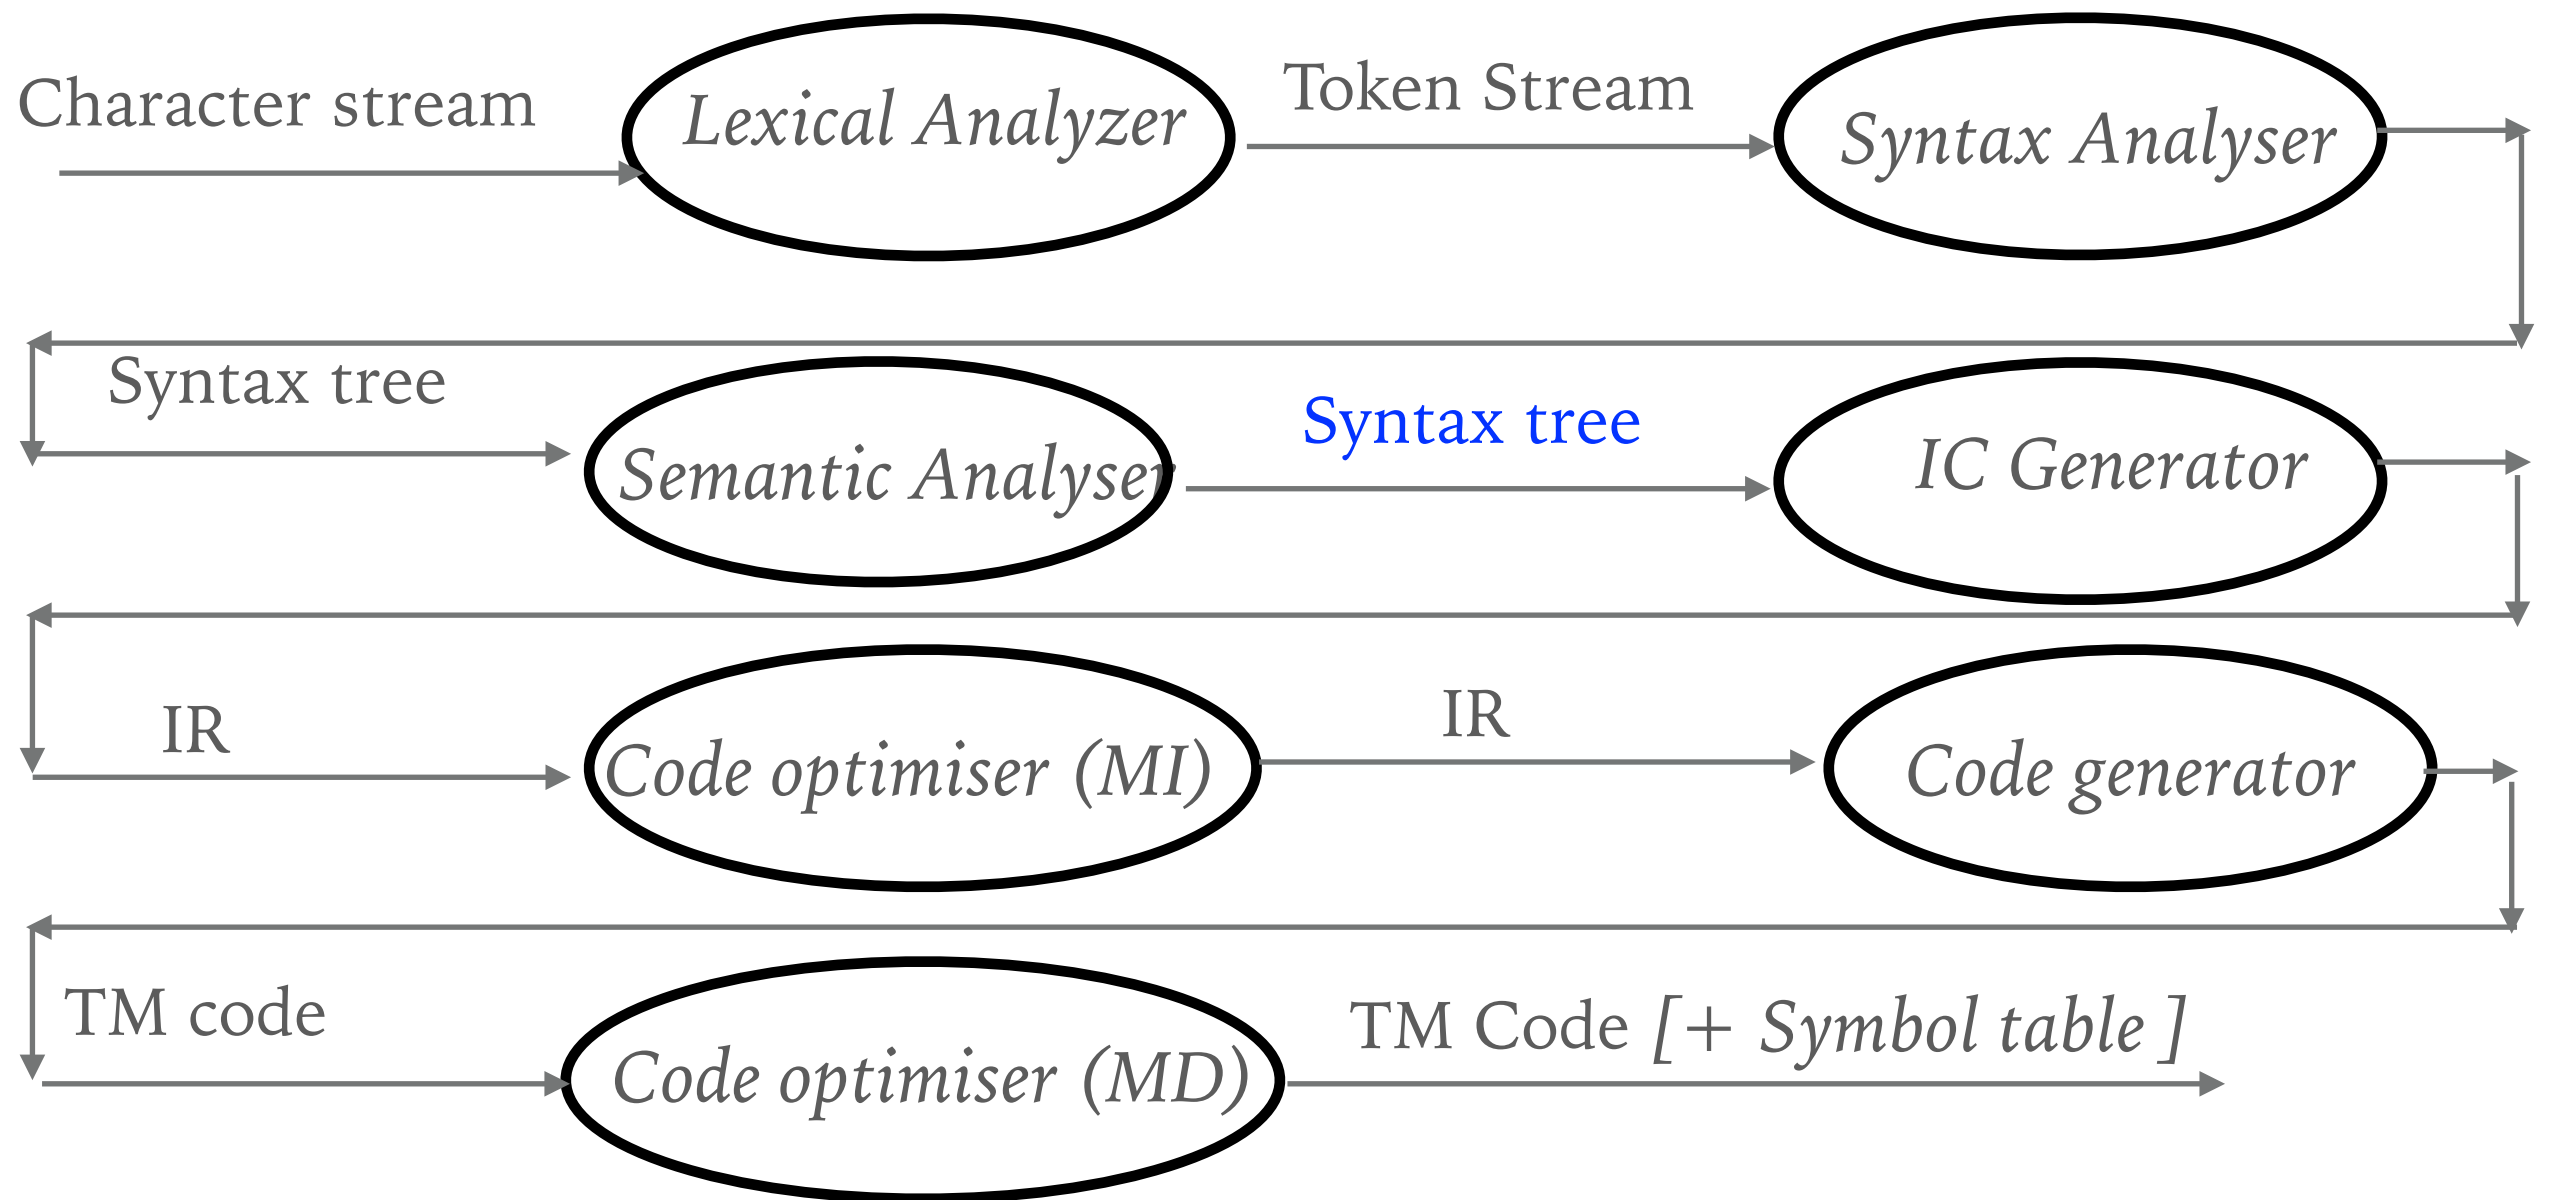 Character stream
Lexical Analyzer
Token Stream
Syntax Analyser
Syntax tree
Semantic Analyser
Syntax tree
IC Generator
IR
Code optimiser (MI)
IR
Code generator
TM code
Code optimiser (MD)
TM Code [+ Symbol table ]